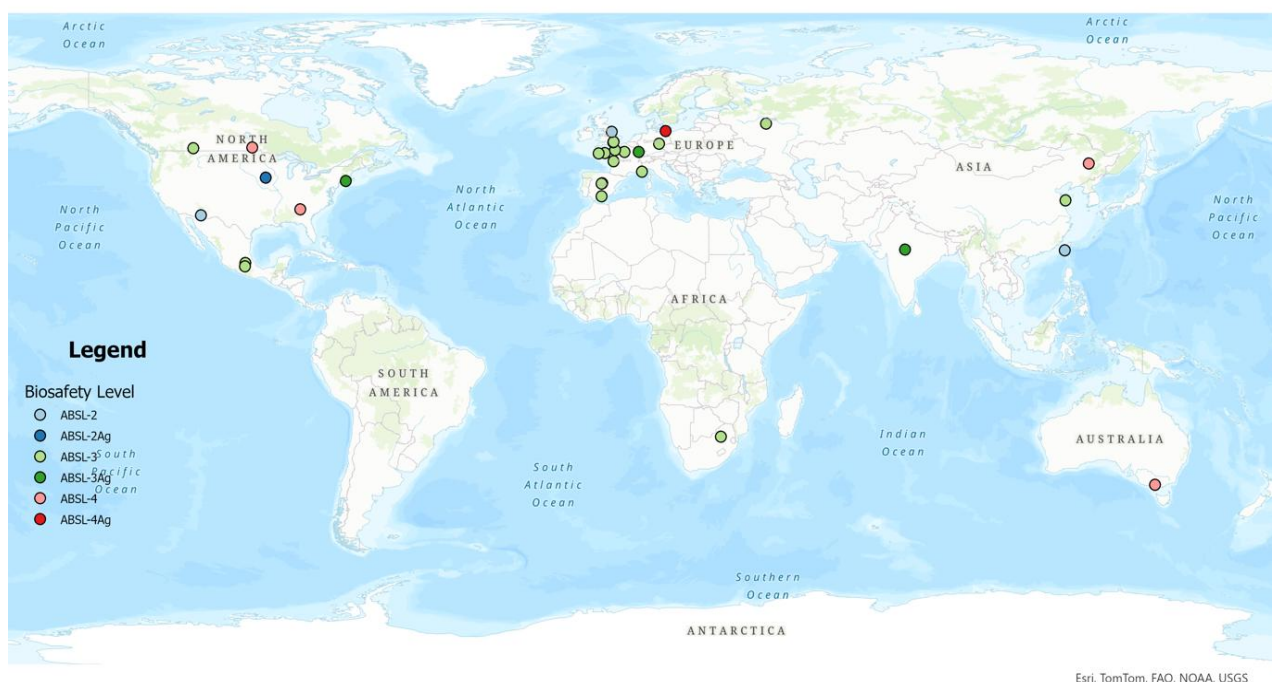 Arctic
Ocean
Arctic
Ocean
NORTH
AMERICA
EUROPE
ASIA
North
Pacific
Ocean
North
Atlantic
Ocean
North
Pacific
Ocean
AFRICA
SOUTH
AMERICA
Indian
Ocean
AUSTRALIA
South
Pacific
Ocean
South
Atlantic
Ocean
Southern
Ocean
ANTARCTICA
Legend
Biosafety Level
ABSL-2
ABSL-2Ag
ABSL-3
ABSL-3Ag
ABSL-4
ABSL-4Ag
Esri, TomTom, FAO, NOAA, USGS